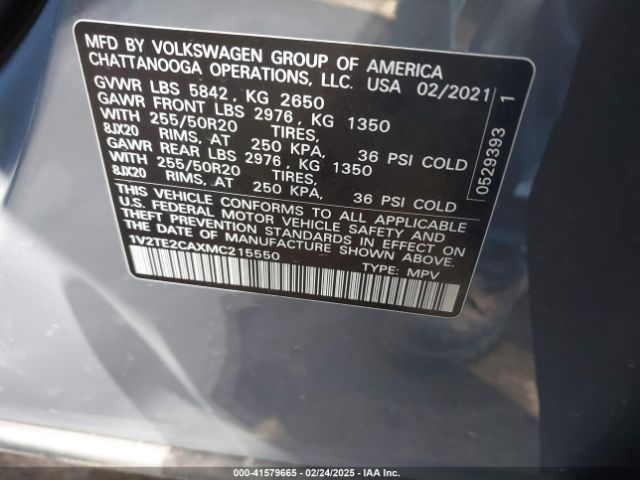 MFD BY VOLKSWAGEN GROUP OF AMERICA
CHATTANOOGA OPERATIONS, LLC. USA 02/2021
GVWR LBS 5842, KG 2650
GAWR FRONT LBS 2976, KG 1350
WITH 255/50R20 TIRES,
8JX20 RIMS, AT 250 KPA, 36 PSI COLD
GAWR REAR LBS 2976, KG 1350
WITH 255/50R20 TIRES,
8JX20 RIMS, AT 250 KPA, 36 PSI COLD
THIS VEHICLE CONFORMS TO ALL APPLICABLE
U.S. FEDERAL MOTOR VEHICLE SAFETY AND
THEFT PREVENTION STANDARDS IN EFFECT ON
THE DATE OF MANUFACTURE SHOWN ABOVE.
1V2TE2CAXMC215550
TYPE: MPV
0529393 1
000-41579665 - 02/24/2025 - IAA Inc.